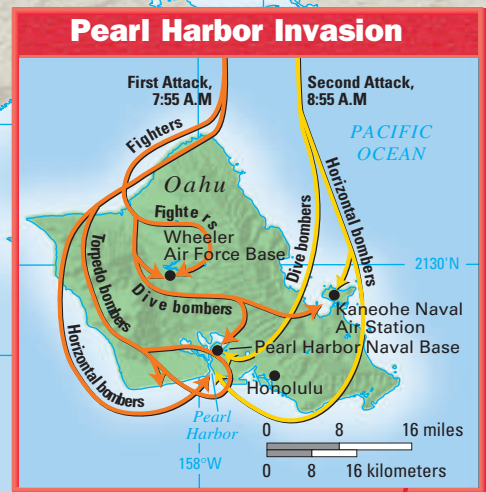 Pearl Harbor Invasion
First Attack,
7:55 A.M
Second Attack,
8:55 A.M
PACIFIC
OCEAN
Fighters
Oahu
Fighters
Wheeler
Air Force Base
Horizontal bombers
Dive bombers
2130'N
Torpedo bombers
Dive bombers
Kaneohe Naval
Air Station
Pearl Harbor Naval Base
Horizontal bombers
Honolulu
Pearl
Harbor
158°W
0 8 16 miles
0 8 16 kilometers